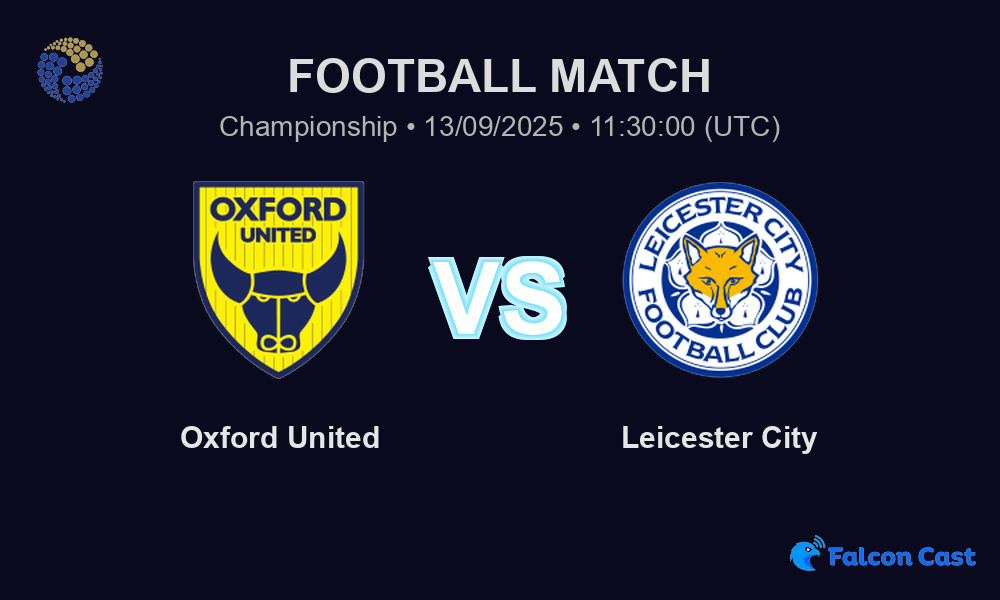 FOOTBALL MATCH
Championship • 13/09/2025 • 11:30:00 (UTC)
OXFORD
UNITED
VS
LEICESTER CITY
FOOTBALL CLUB
Oxford United
Leicester City
Falcon Cast